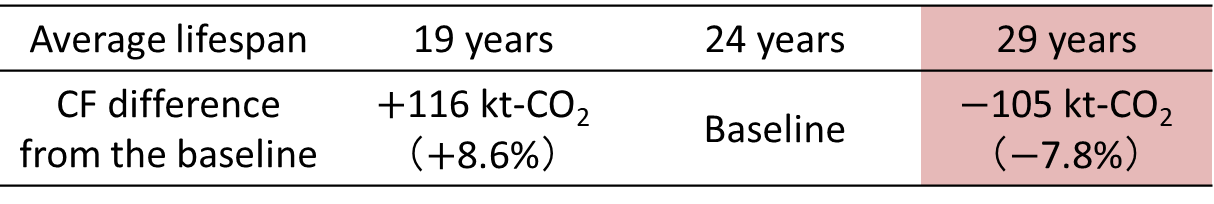 Average lifespan 19 years 24 years 29 years
CF difference from the baseline +116 kt-CO₂ (+8.6%) Baseline −105 kt-CO₂ (−7.8%)